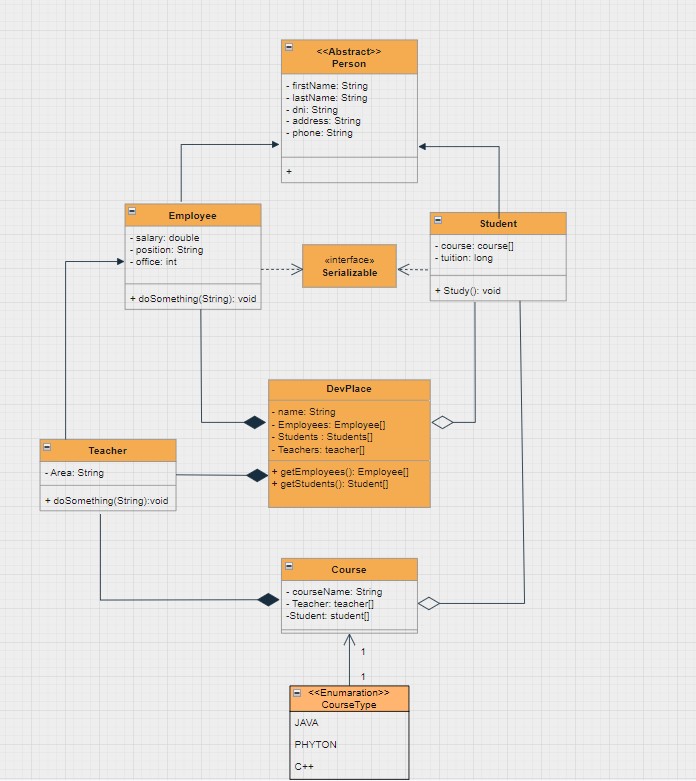 <<Abstract>>
Person
- firstName: String
- lastName: String
- dni: String
- address: String
- phone: String
+
Employee
- salary: double
- position: String
- office: int
+ doSomething(String): void
«interface»
Serializable
Student
- course: course[]
- tuition: long
+ Study(): void
DevPlace
- name: String
- Employees: Employee[]
- Students : Students[]
- Teachers: teacher[]
+ getEmployees(): Employee[]
+ getStudents(): Student[]
Teacher
- Area: String
+ doSomething(String):void
Course
- courseName: String
- Teacher: teacher[]
-Student: student[]
1
1
<<Enumaration>>
CourseType
JAVA
PHYTON
C++